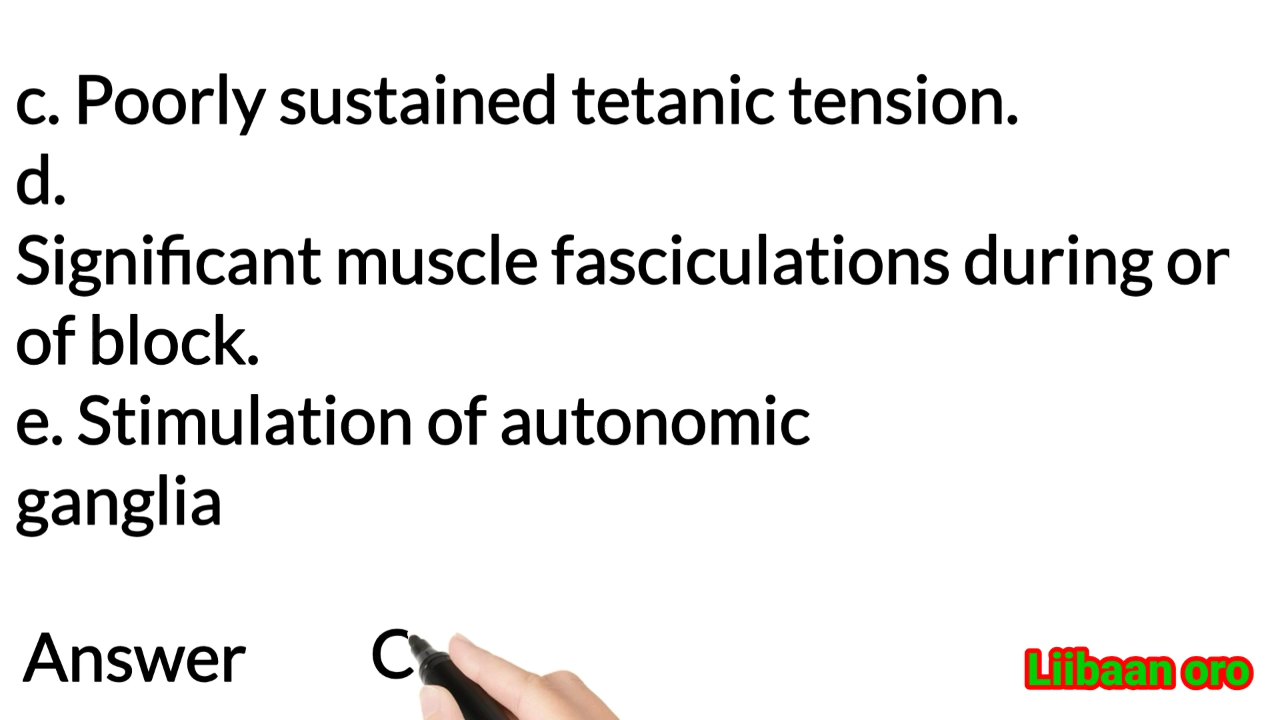 c. Poorly sustained tetanic tension.
d.
Significant muscle fasciculations during or
of block.
e. Stimulation of autonomic
ganglia
Answer C
Liibaan oro